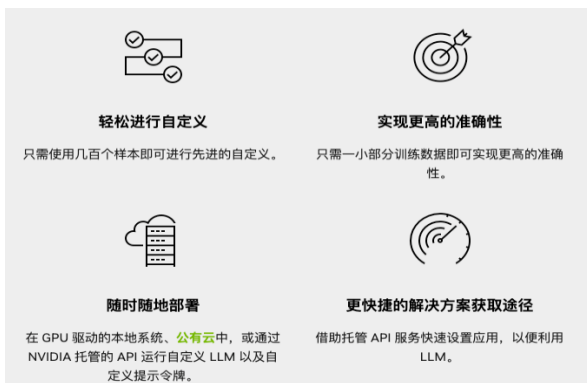 轻松进行自定义
只需使用几百个样本即可进行先进的自定义。
实现更高的准确性
只需一小部分训练数据即可实现更高的准确
性。
随时随地部署
在 GPU 驱动的本地系统、公有云中，或通过
NVIDIA 托管的 API 运行自定义 LLM 以及自
定义提示令牌。
更快捷的解决方案获取途径
借助托管 API 服务快速设置应用，以便利用
LLM。